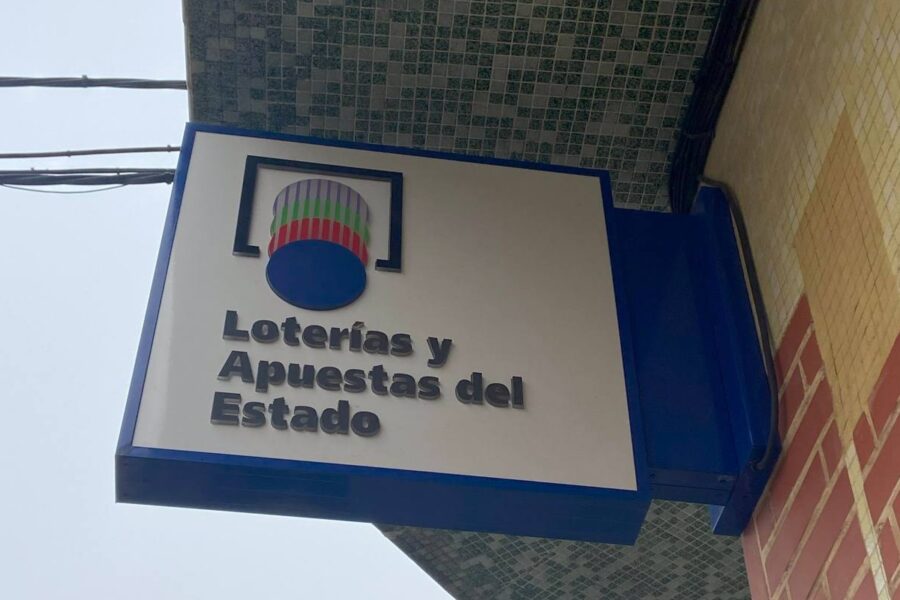 Loterías y
Apuestas del
Estado